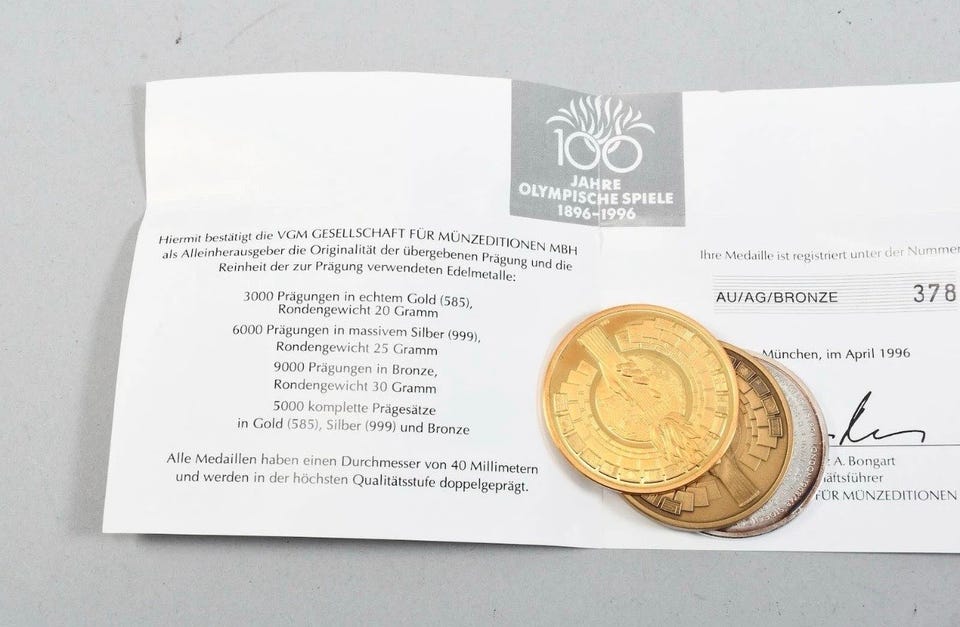 100
JAHRE
OLYMPISCHE SPIELE
1896-1996
Hiermit bestätigt die VGM GESELLSCHAFT FÜR MÜNZEDITIONEN MBH
als Alleinherausgeber die Originalität der übergebenen Prägung und die
Reinheit der zur Prägung verwendeten Edelmetalle:
3000 Prägungen in echtem Gold (585),
Rondengewicht 20 Gramm
6000 Prägungen in massivem Silber (999),
Rondengewicht 25 Gramm
9000 Prägungen in Bronze,
Rondengewicht 30 Gramm
5000 komplette Prägesätze
in Gold (585), Silber (999) und Bronze
Alle Medaillen haben einen Durchmesser von 40 Millimetern
und werden in der höchsten Qualitätsstufe doppelgeprägt.
Ihre Medaille ist registriert unter der Nummer
AU/AG/BRONZE 378
München, im April 1996
A. Bongart
FÜR MÜNZEDITIONEN